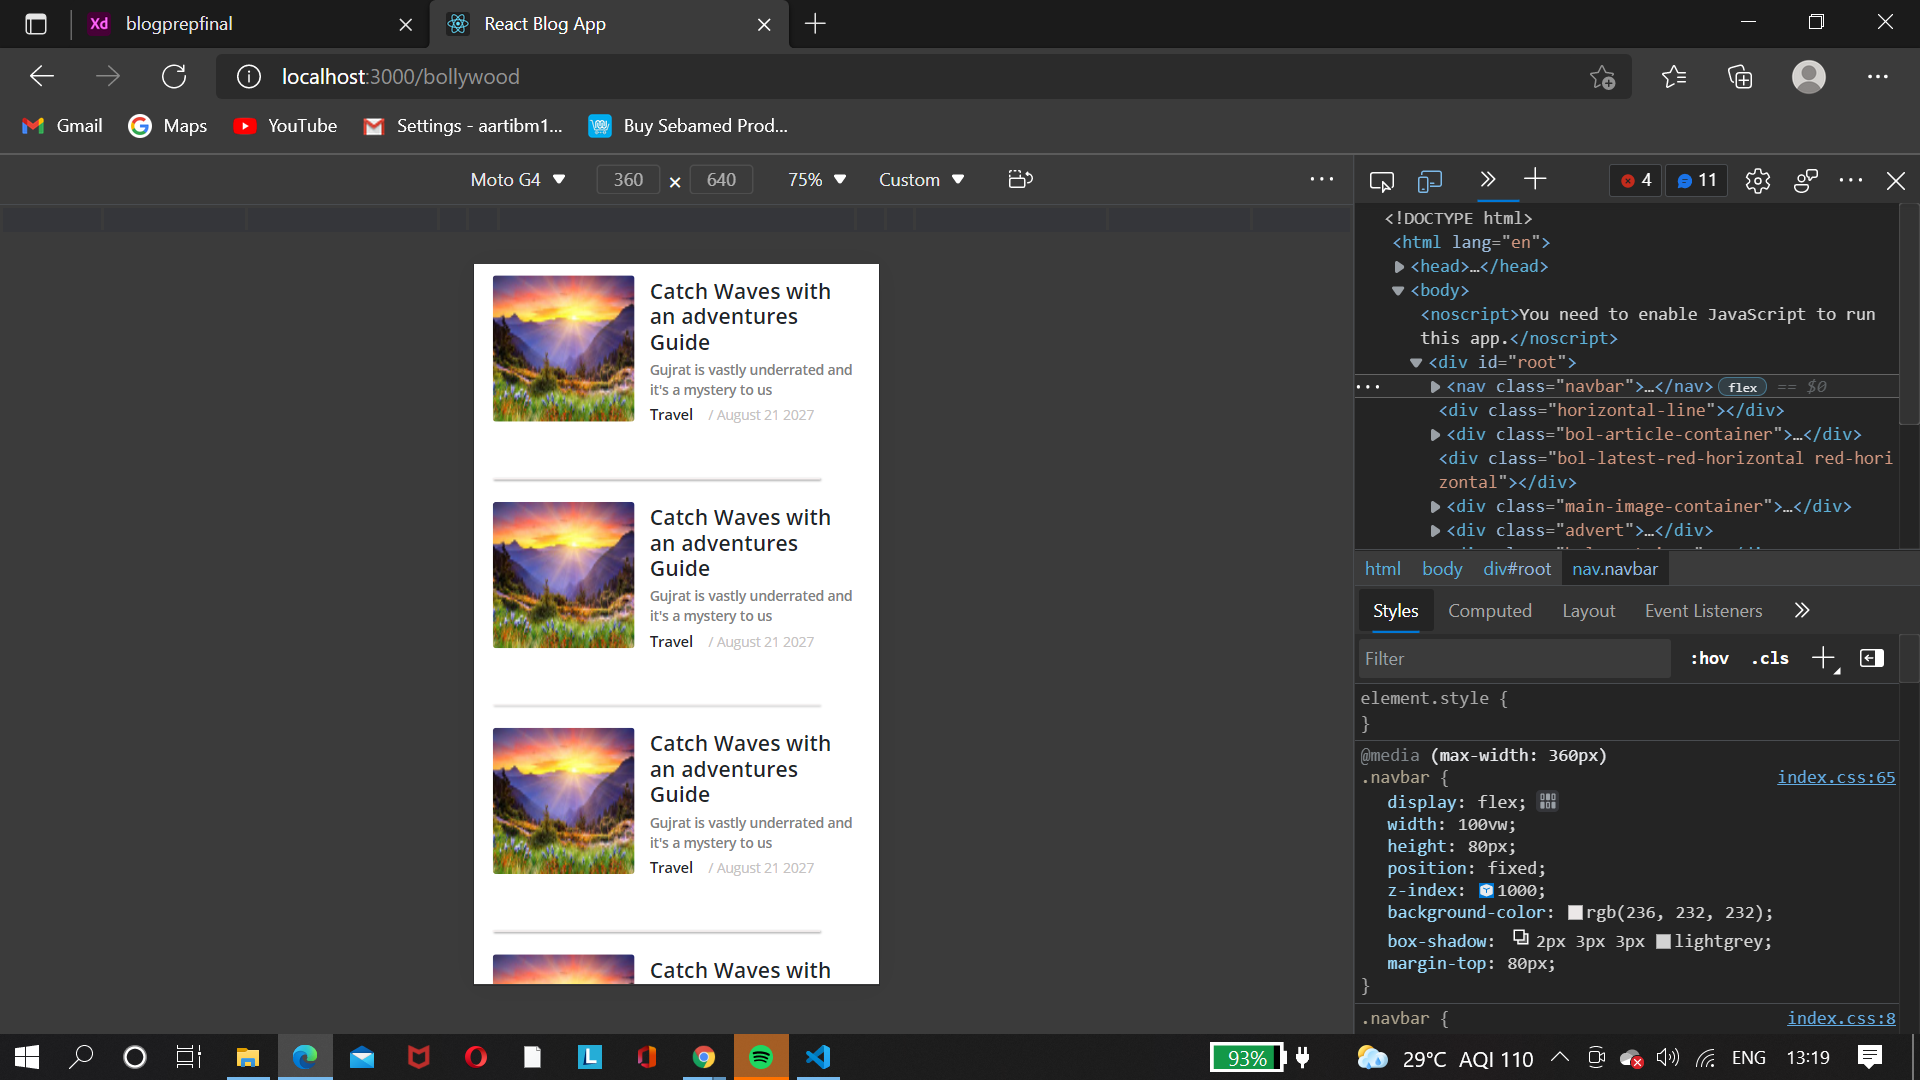 Xd blogprepfinal
React Blog App
localhost:3000/bollywood
Gmail
Maps
YouTube
Settings - aartibm1...
Buy Sebamed Prod...
Moto G4
360 × 640
75%
Custom
4
11
Catch Waves with
an adventures
Guide
Gujrat is vastly underrated and
it's a mystery to us
Travel / August 21 2027
Catch Waves with
an adventures
Guide
Gujrat is vastly underrated and
it's a mystery to us
Travel / August 21 2027
Catch Waves with
an adventures
Guide
Gujrat is vastly underrated and
it's a mystery to us
Travel / August 21 2027
Catch Waves with
<!DOCTYPE html>
<html lang="en">
<head>…</head>
<body>
<noscript>You need to enable JavaScript to run
this app.</noscript>
<div id="root">
<nav class="navbar">…</nav> flex == $0
<div class="horizontal-line"></div>
<div class="bol-article-container">…</div>
<div class="bol-latest-red-horizontal red-hori
zontal"></div>
<div class="main-image-container">…</div>
<div class="advert">…</div>
html body div#root nav.navbar
Styles Computed Layout Event Listeners
Filter :hov .cls
element.style {
}
@media (max-width: 360px)
.navbar { index.css:65
display: flex;
width: 100vw;
height: 80px;
position: fixed;
z-index: 1000;
background-color: rgb(236, 232, 232);
box-shadow: 2px 3px 3px lightgrey;
margin-top: 80px;
}
.navbar { index.css:8
L
93%
29°C AQI 110
ENG
13:19